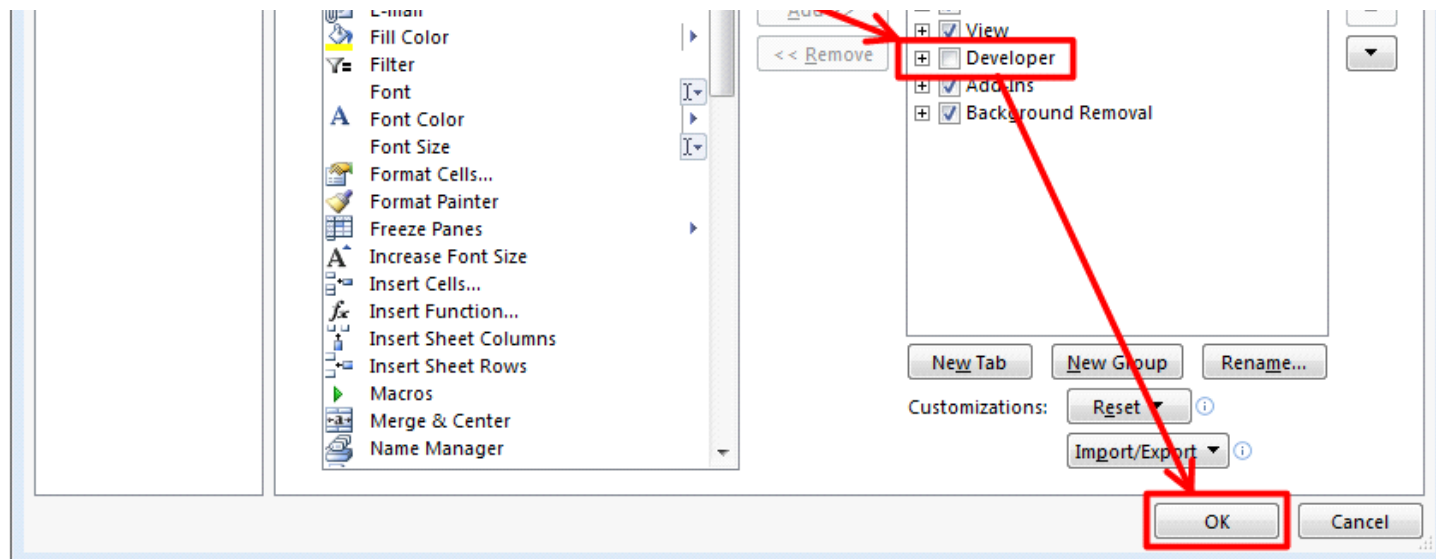 E-mail
Fill Color
Filter
Font
Font Color
Font Size
Format Cells...
Format Painter
Freeze Panes
Increase Font Size
Insert Cells...
Insert Function...
Insert Sheet Columns
Insert Sheet Rows
Macros
Merge & Center
Name Manager
Add >>
<< Remove
View
Developer
Add-Ins
Background Removal
New Tab New Group Rename...
Customizations: Reset
Import/Export
OK Cancel